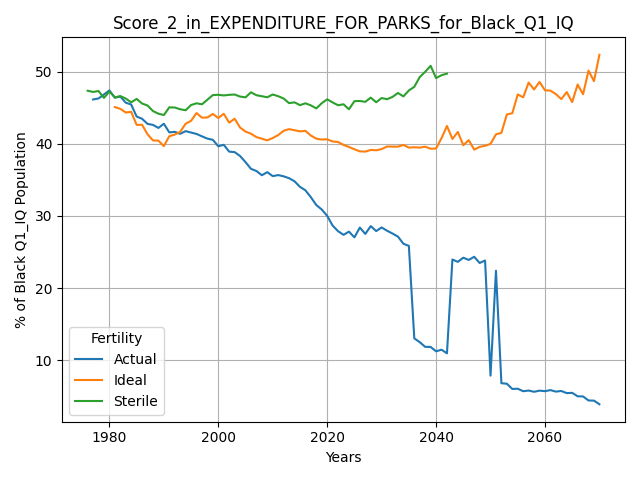 Score_2_in_EXPENDITURE_FOR_PARKS_for_Black_Q1_IQ
% of Black Q1_IQ Population
50
40
30
20
10
Fertility
Actual
Ideal
Sterile
1980 2000 2020 2040 2060
Years